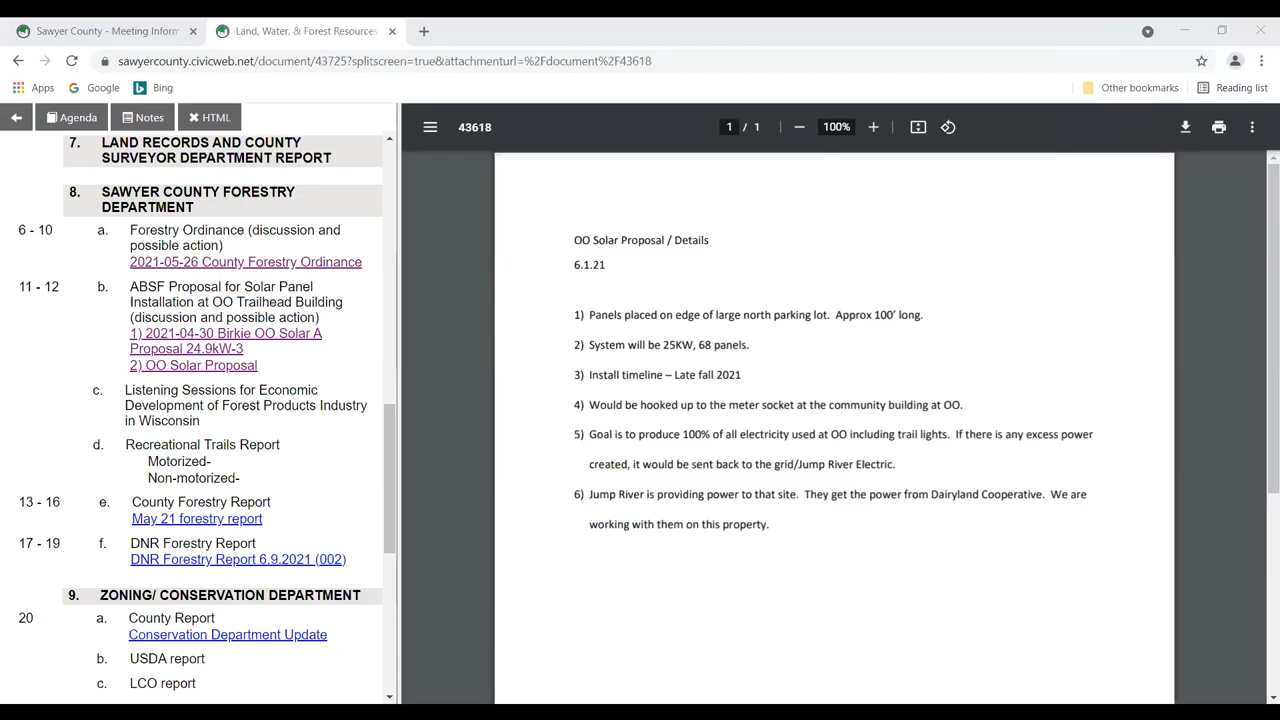 Sawyer County - Meeting Inform
Land, Water, & Forest Resources
sawyercounty.civicweb.net/document/43725?splitscreen=true&attachmenturl=%2Fdocument%2F43618
Apps
Google
Bing
Other bookmarks
Reading list
Agenda
Notes
HTML
7. LAND RECORDS AND COUNTY
SURVEYOR DEPARTMENT REPORT
8. SAWYER COUNTY FORESTRY
DEPARTMENT
6 - 10 a. Forestry Ordinance (discussion and
possible action)
2021-05-26 County Forestry Ordinance
11 - 12 b. ABSF Proposal for Solar Panel
Installation at OO Trailhead Building
(discussion and possible action)
1) 2021-04-30 Birkie OO Solar A
Proposal 24.9kW-3
2) OO Solar Proposal
c. Listening Sessions for Economic
Development of Forest Products Industry
in Wisconsin
d. Recreational Trails Report
Motorized-
Non-motorized-
13 - 16 e. County Forestry Report
May 21 forestry report
17 - 19 f. DNR Forestry Report
DNR Forestry Report 6.9.2021 (002)
9. ZONING/ CONSERVATION DEPARTMENT
20 a. County Report
Conservation Department Update
b. USDA report
c. LCO report
43618
1 / 1
100%
OO Solar Proposal / Details
6.1.21
1) Panels placed on edge of large north parking lot. Approx 100' long.
2) System will be 25KW, 68 panels.
3) Install timeline – Late fall 2021
4) Would be hooked up to the meter socket at the community building at OO.
5) Goal is to produce 100% of all electricity used at OO including trail lights. If there is any excess power
created, it would be sent back to the grid/Jump River Electric.
6) Jump River is providing power to that site. They get the power from Dairyland Cooperative. We are
working with them on this property.